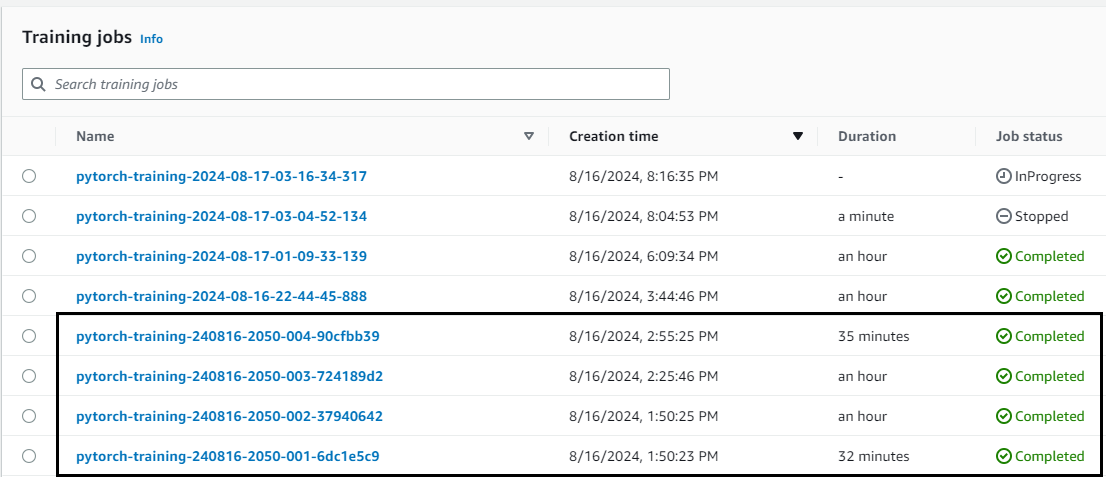 Training jobs Info
Search training jobs
Name Creation time Duration Job status
pytorch-training-2024-08-17-03-16-34-317 8/16/2024, 8:16:35 PM - InProgress
pytorch-training-2024-08-17-03-04-52-134 8/16/2024, 8:04:53 PM a minute Stopped
pytorch-training-2024-08-17-01-09-33-139 8/16/2024, 6:09:34 PM an hour Completed
pytorch-training-2024-08-16-22-44-45-888 8/16/2024, 3:44:46 PM an hour Completed
pytorch-training-240816-2050-004-90cfbb39 8/16/2024, 2:55:25 PM 35 minutes Completed
pytorch-training-240816-2050-003-724189d2 8/16/2024, 2:25:46 PM an hour Completed
pytorch-training-240816-2050-002-37940642 8/16/2024, 1:50:25 PM an hour Completed
pytorch-training-240816-2050-001-6dc1e5c9 8/16/2024, 1:50:23 PM 32 minutes Completed